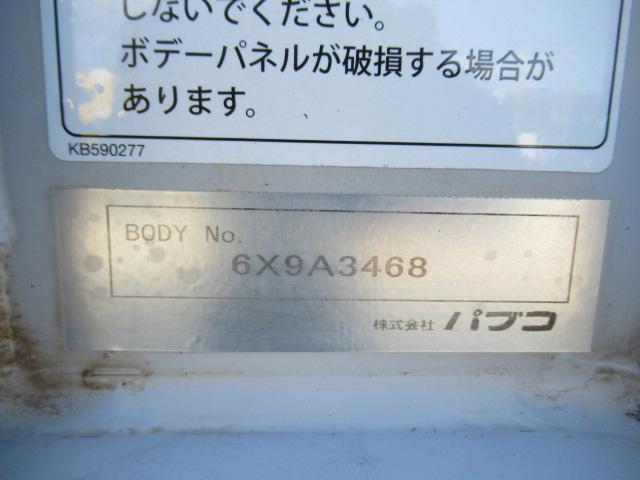 しないでください。
ボデーパネルが破損する場合が
あります。
KB590277
BODY No.
6X9A3468
株式会社 パブコ